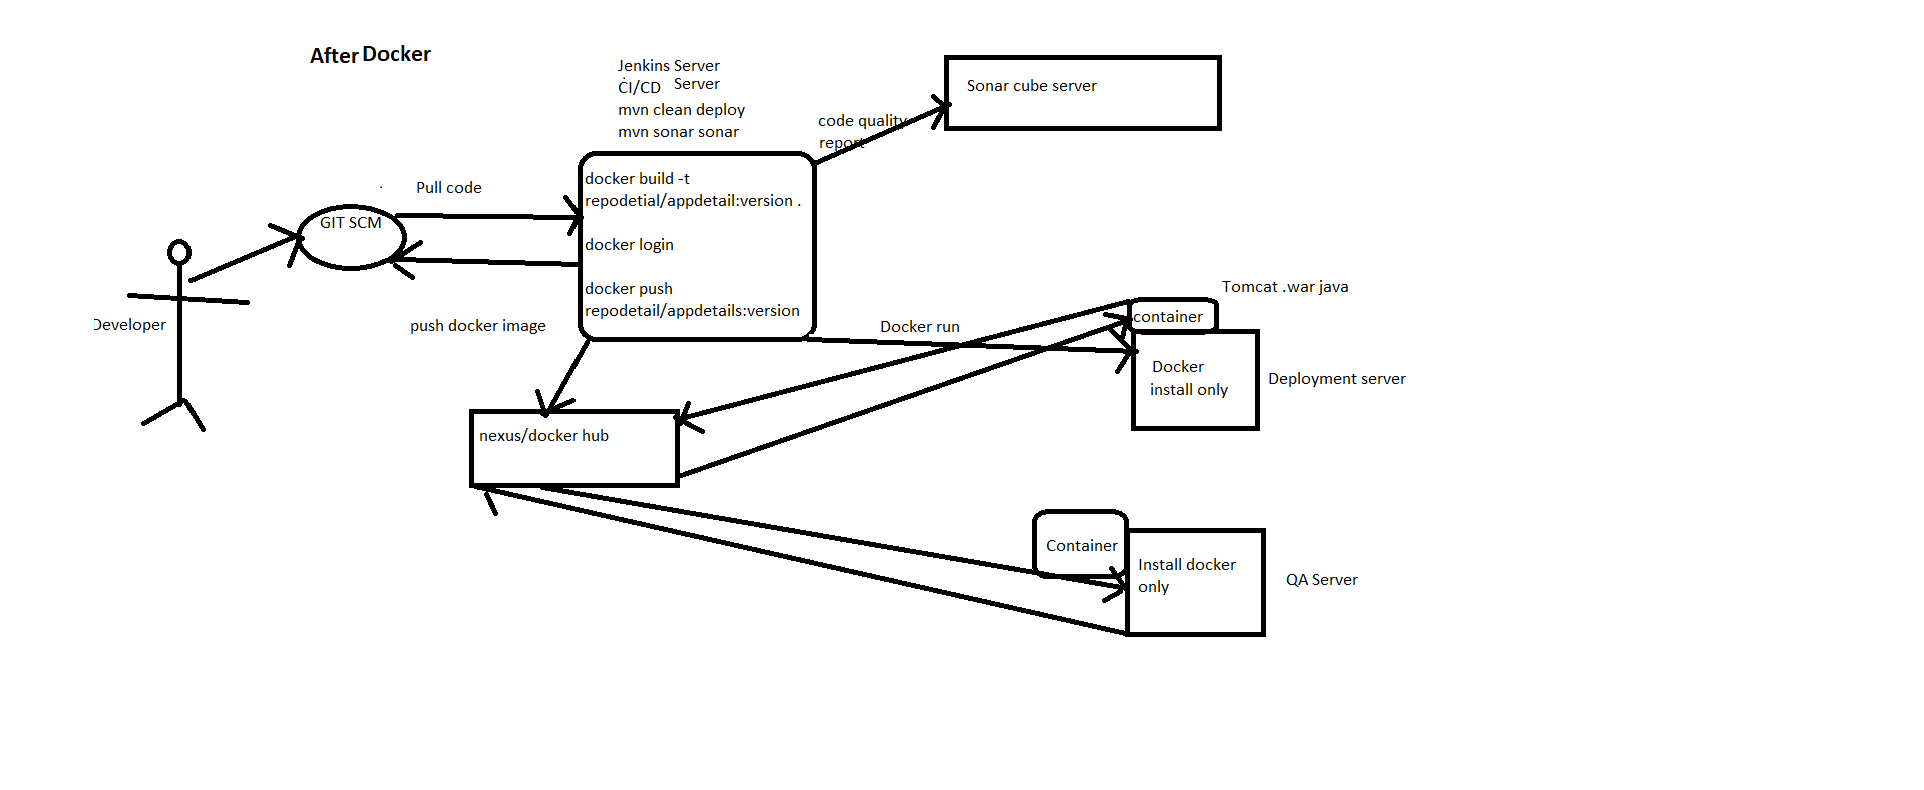 After Docker
Jenkins Server
CI/CD Server
mvn clean deploy
mvn sonar sonar
Sonar cube server
code quality
report
docker build -t
repodetial/appdetail:version .
docker login
docker push
repodetail/appdetails:version
Pull code
GIT SCM
Developer
push docker image
Docker run
Tomcat .war java
container
Docker
install only
Deployment server
nexus/docker hub
Container
Install docker
only
QA Server